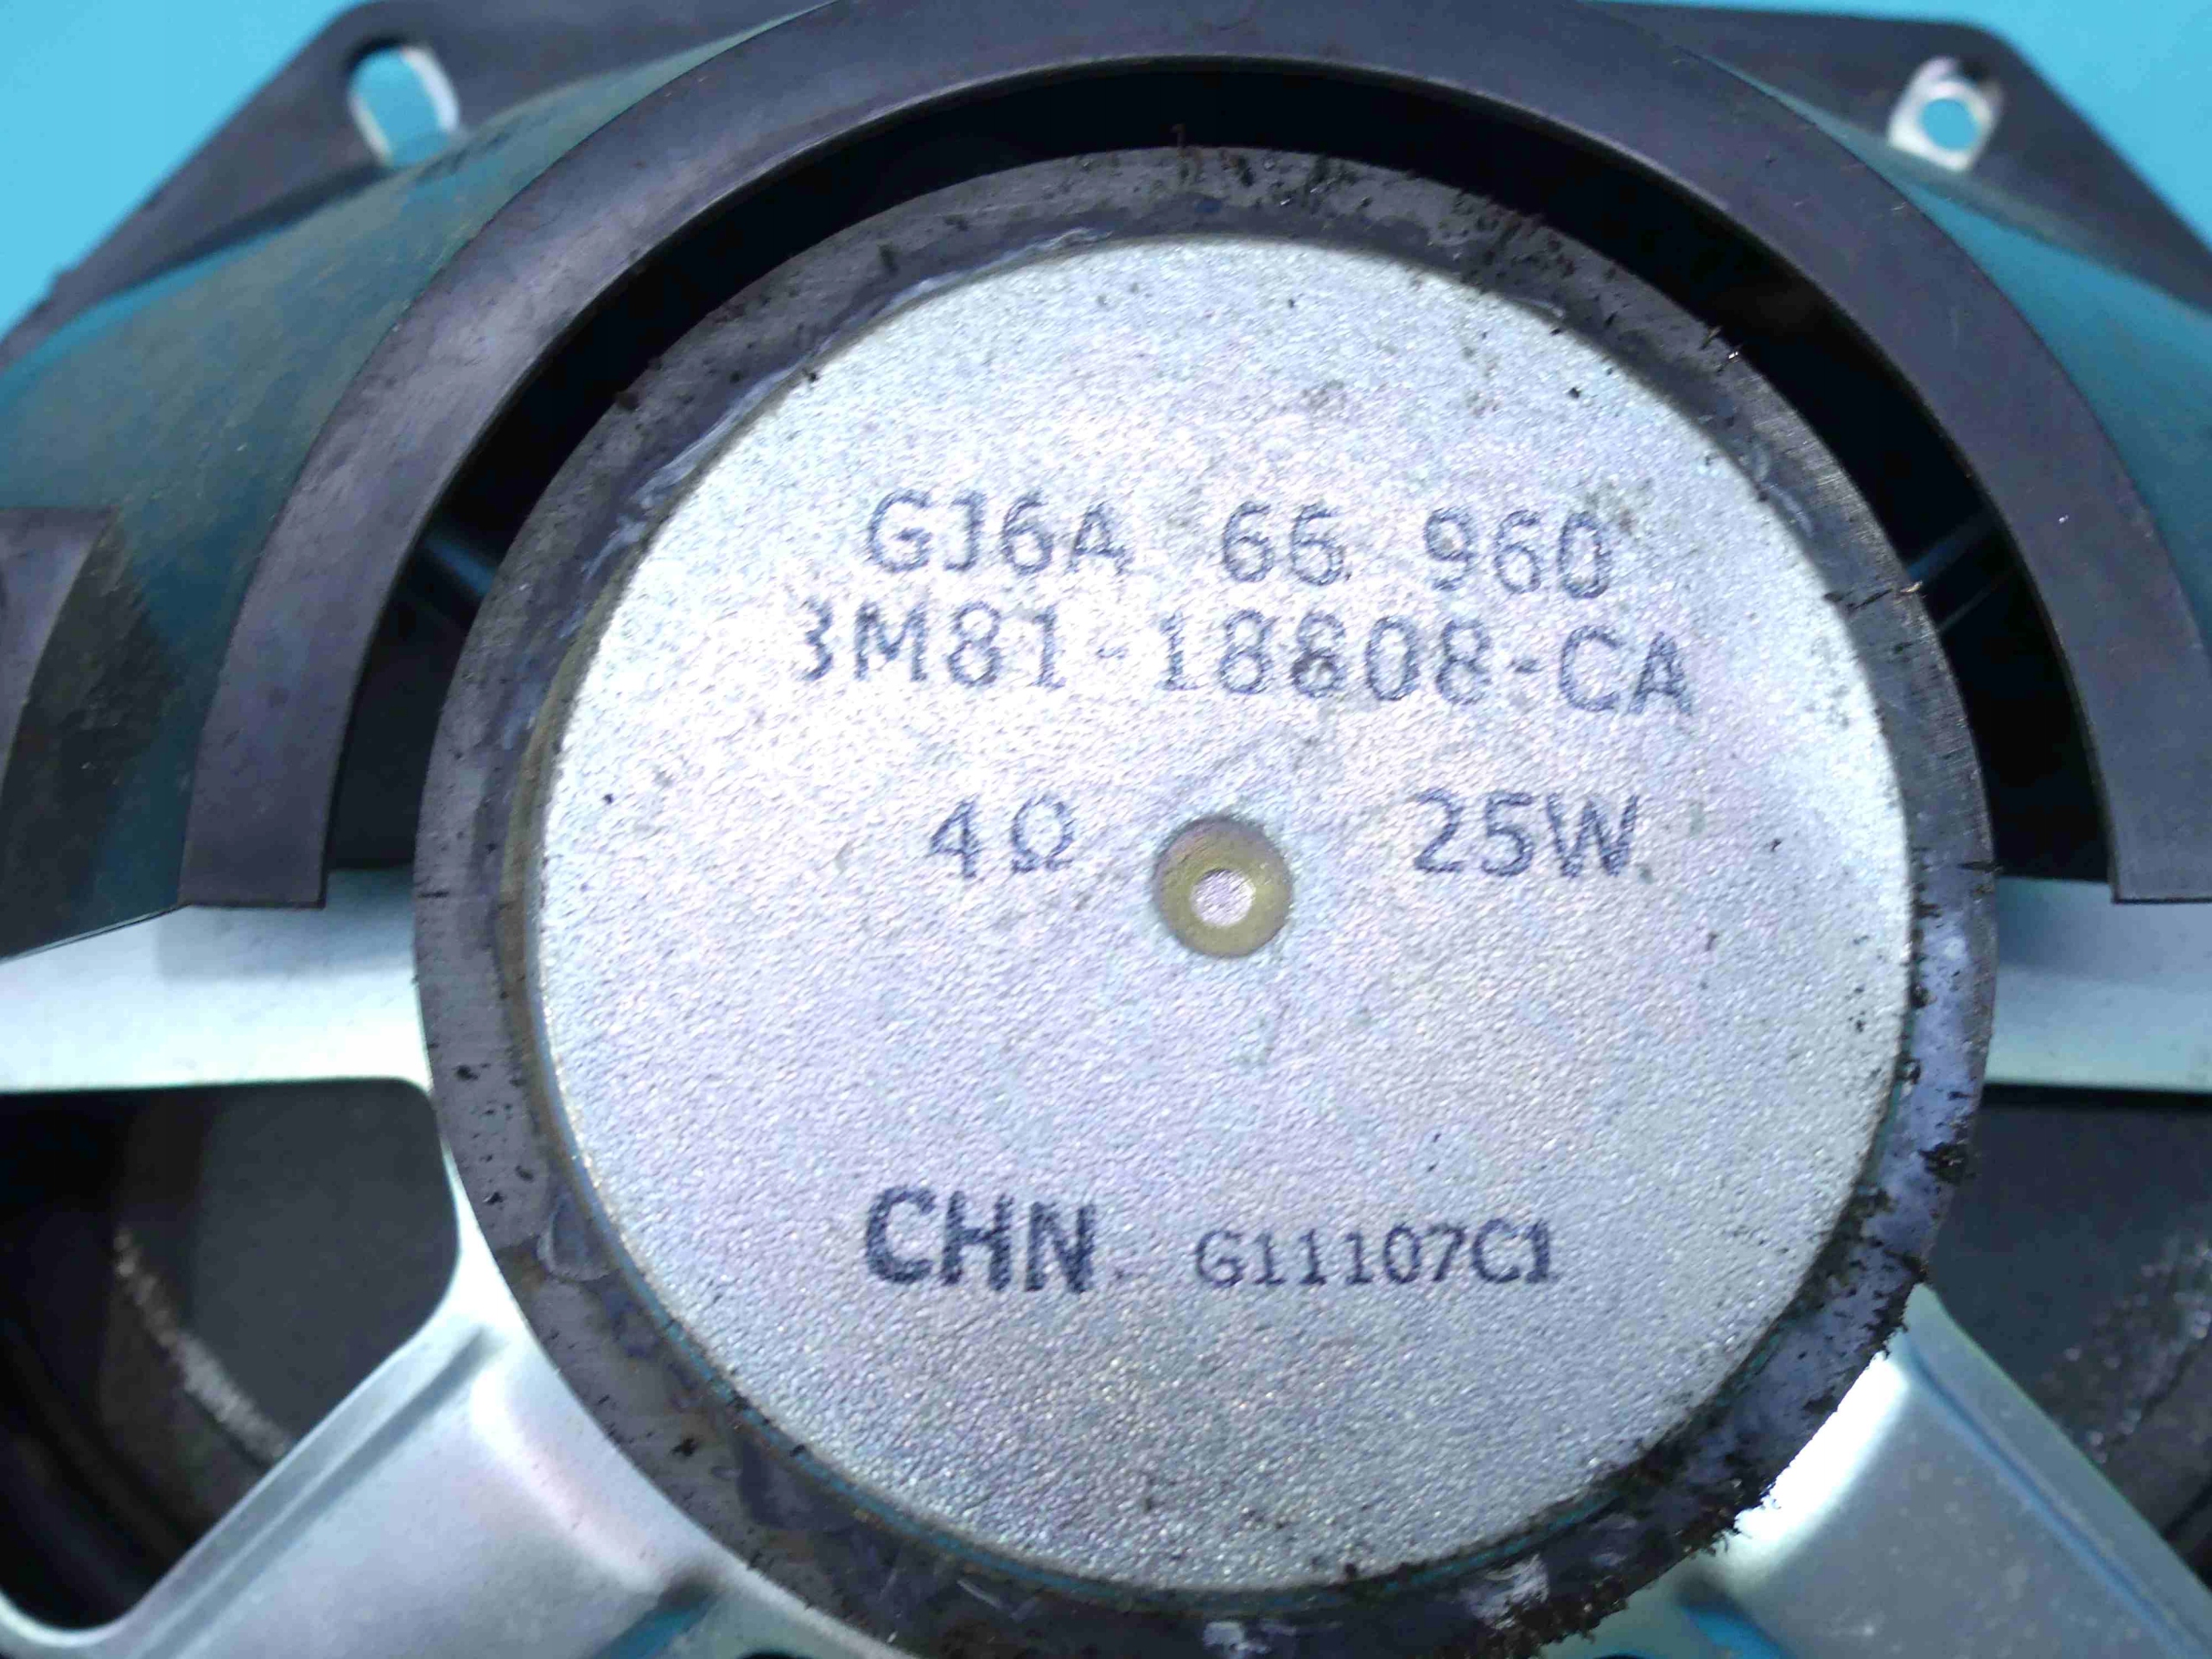 GJ6A 66 960
3M81-18808-CA
4Ω 25W
CHN G11107C1